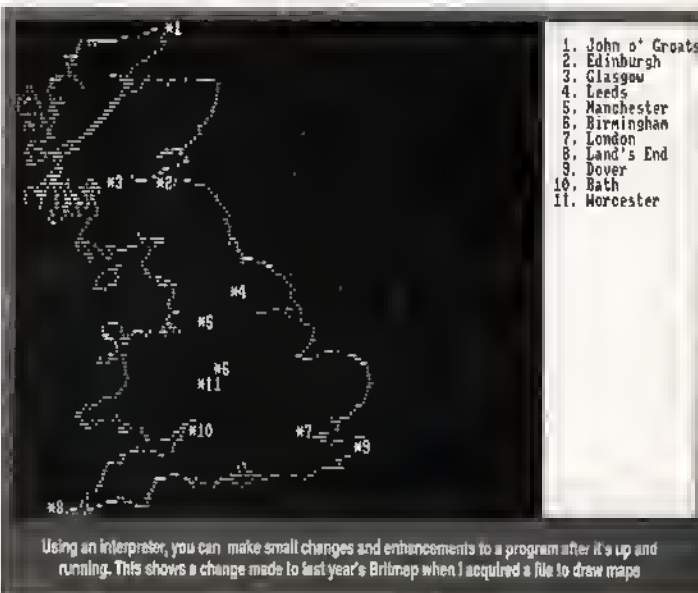 *1
*3
*2
*4
*5
*6
*11
*10
*7
*9
*8
1. John o' Groats
2. Edinburgh
3. Glasgow
4. Leeds
5. Manchester
6. Birmingham
7. London
8. Land's End
9. Dover
10. Bath
11. Worcester
Using an interpreter, you can make small changes and enhancements to a program after it's up and
running. This shows a change made to last year's Britmap when I acquired a file to draw maps